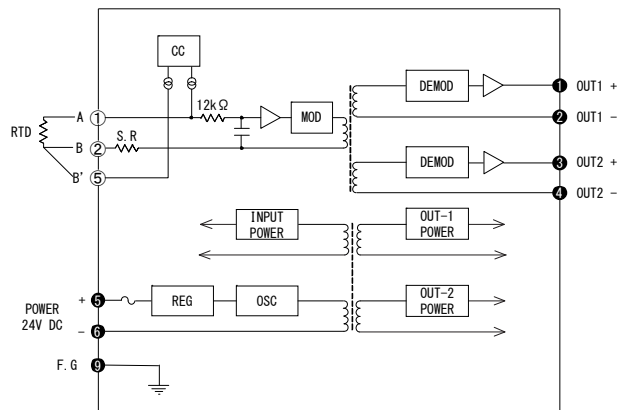 CC
A ① 12kΩ MOD
RTD
B ② S.R
B' ⑤
DEMOD ❶ OUT1 +
❷ OUT1 -
DEMOD ❸ OUT2 +
❹ OUT2 -
INPUT
POWER
OUT-1
POWER
POWER
24V DC
+ ❺ REG OSC
- ❻
OUT-2
POWER
F.G ❾